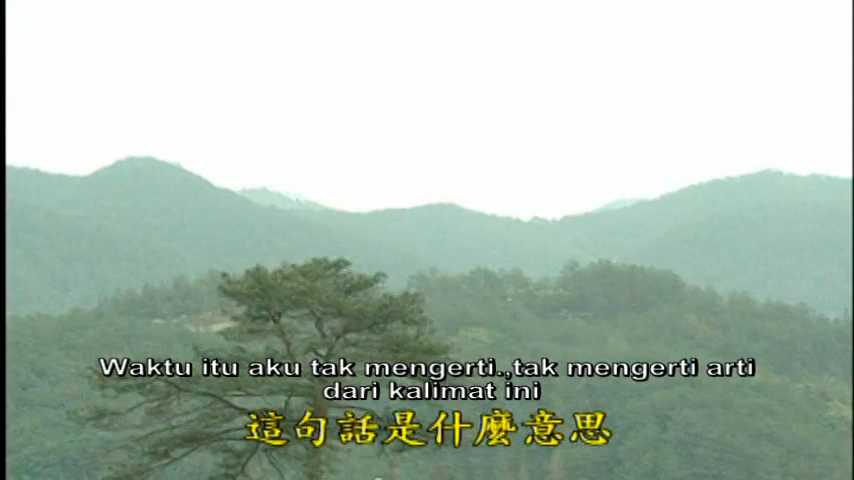 Waktu itu aku tak mengerti.,tak mengerti arti
dari kalimat ini
這句話是什麼意思